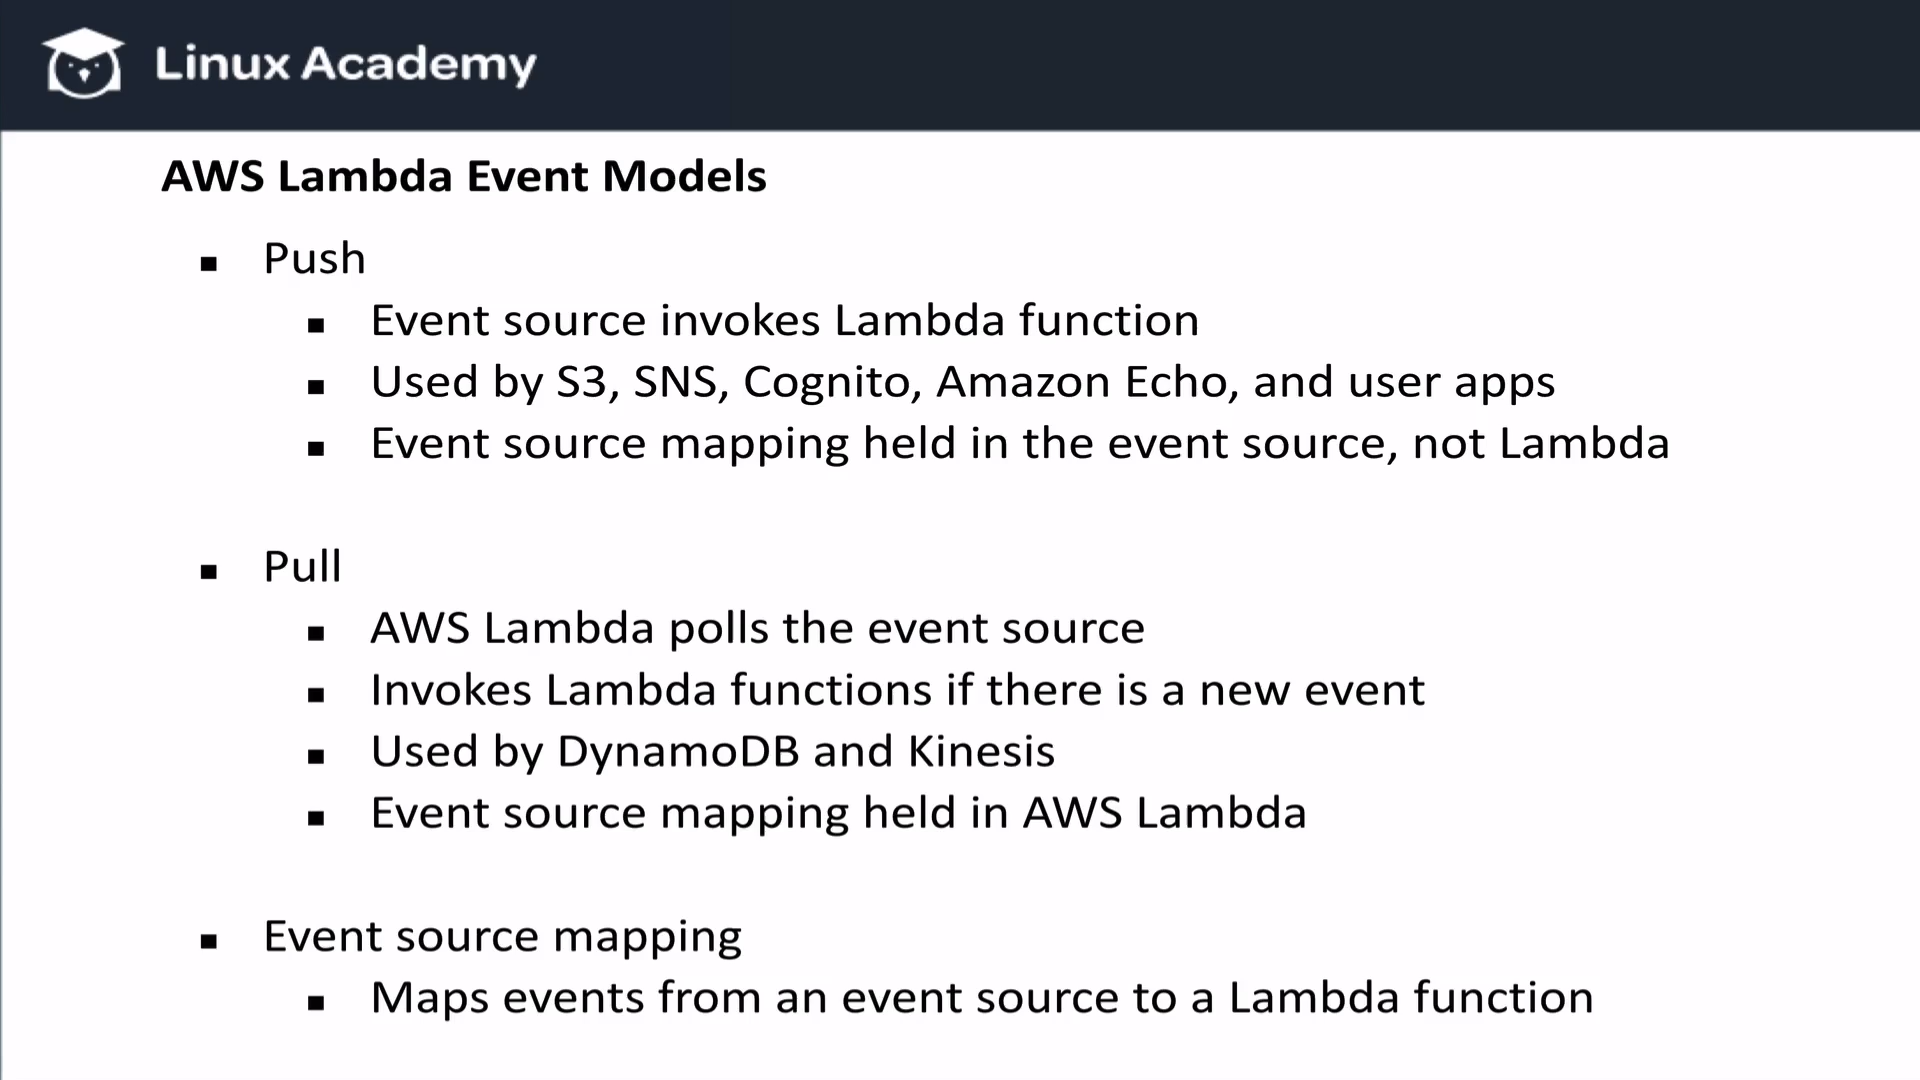 Linux Academy
AWS Lambda Event Models
▪ Push
▪ Event source invokes Lambda function
▪ Used by S3, SNS, Cognito, Amazon Echo, and user apps
▪ Event source mapping held in the event source, not Lambda
▪ Pull
▪ AWS Lambda polls the event source
▪ Invokes Lambda functions if there is a new event
▪ Used by DynamoDB and Kinesis
▪ Event source mapping held in AWS Lambda
▪ Event source mapping
▪ Maps events from an event source to a Lambda function